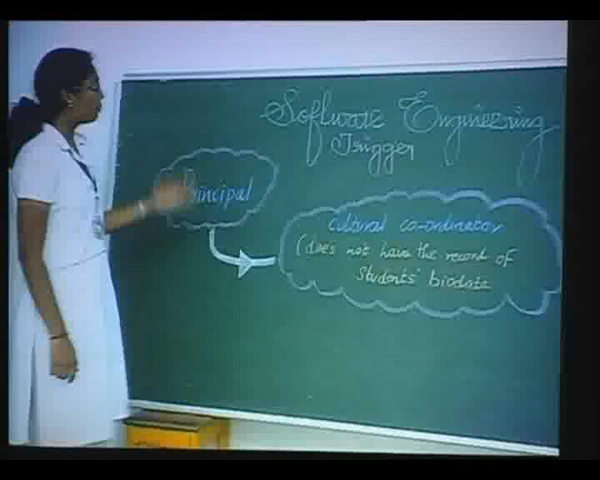 Software Engineering
Trigger
Principal
Cultural co-ordinator
(does not have the record of
students' biodata